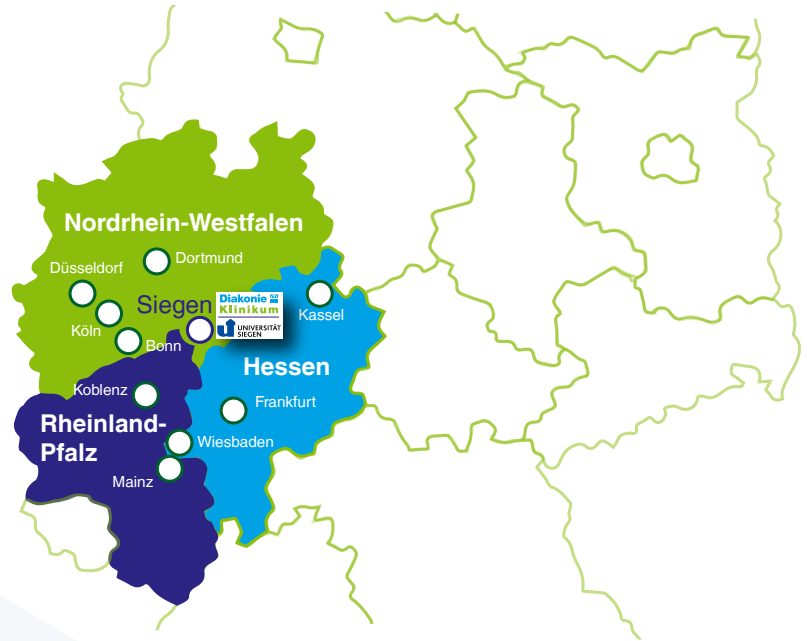 Nordrhein-Westfalen
Dortmund
Düsseldorf
Siegen
Diakonie
Klinikum
UNIVERSITÄT
SIEGEN
Kassel
Köln
Bonn
Hessen
Koblenz
Frankfurt
Rheinland-
Pfalz
Wiesbaden
Mainz